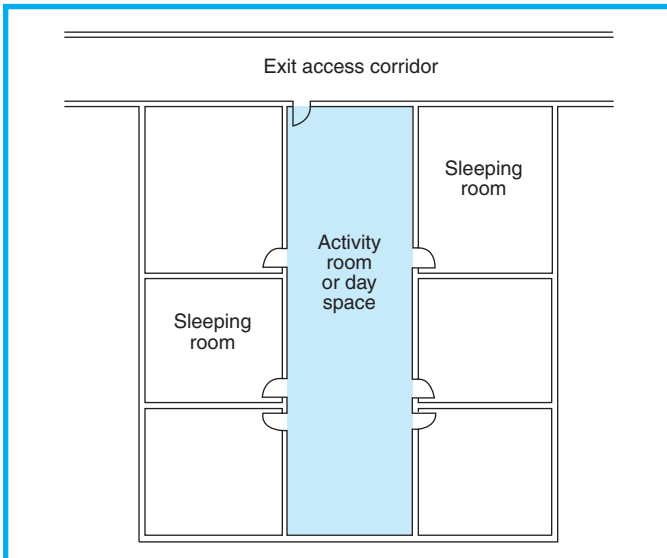 Exit access corridor
Sleeping
room
Activity
room
or day
space
Sleeping
room